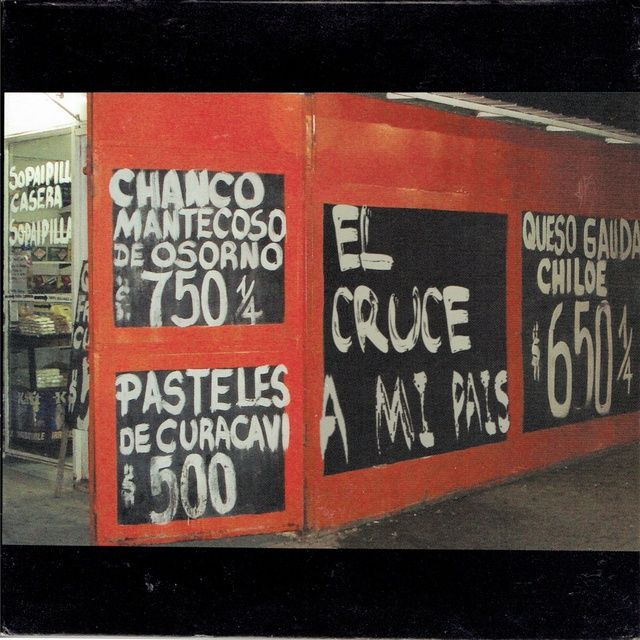 SOPAIPILL
CASERA
SOPAIPILLA
CHANCO
MANTECOSO
DE OSORNO
$ 750 1/4
PASTELES
DE CURACAVI
$ 500
EL
CRUCE
A MI PAIS
QUESO GAUDA
CHILOE
$ 650 1/4